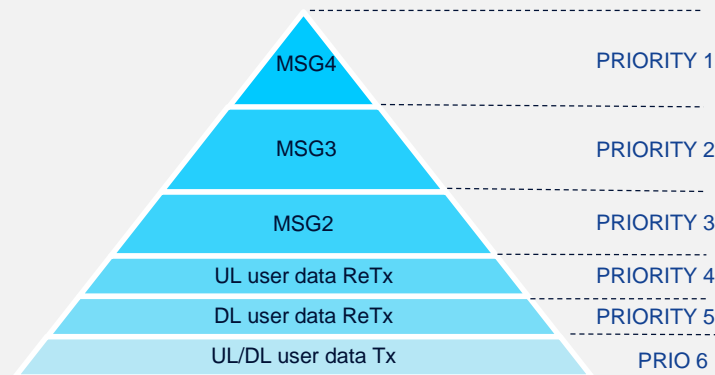 MSG4
PRIORITY 1
MSG3
PRIORITY 2
MSG2
PRIORITY 3
UL user data ReTx
PRIORITY 4
DL user data ReTx
PRIORITY 5
UL/DL user data Tx
PRIO 6